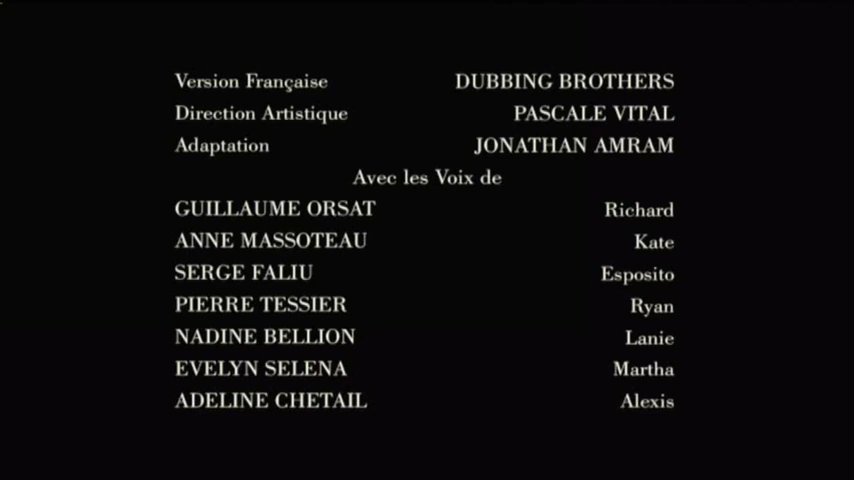 Version Française DUBBING BROTHERS
Direction Artistique PASCALE VITAL
Adaptation JONATHAN AMRAM
Avec les Voix de
GUILLAUME ORSAT Richard
ANNE MASSOTEAU Kate
SERGE FALIU Esposito
PIERRE TESSIER Ryan
NADINE BELLION Lanie
EVELYN SELENA Martha
ADELINE CHETAIL Alexis